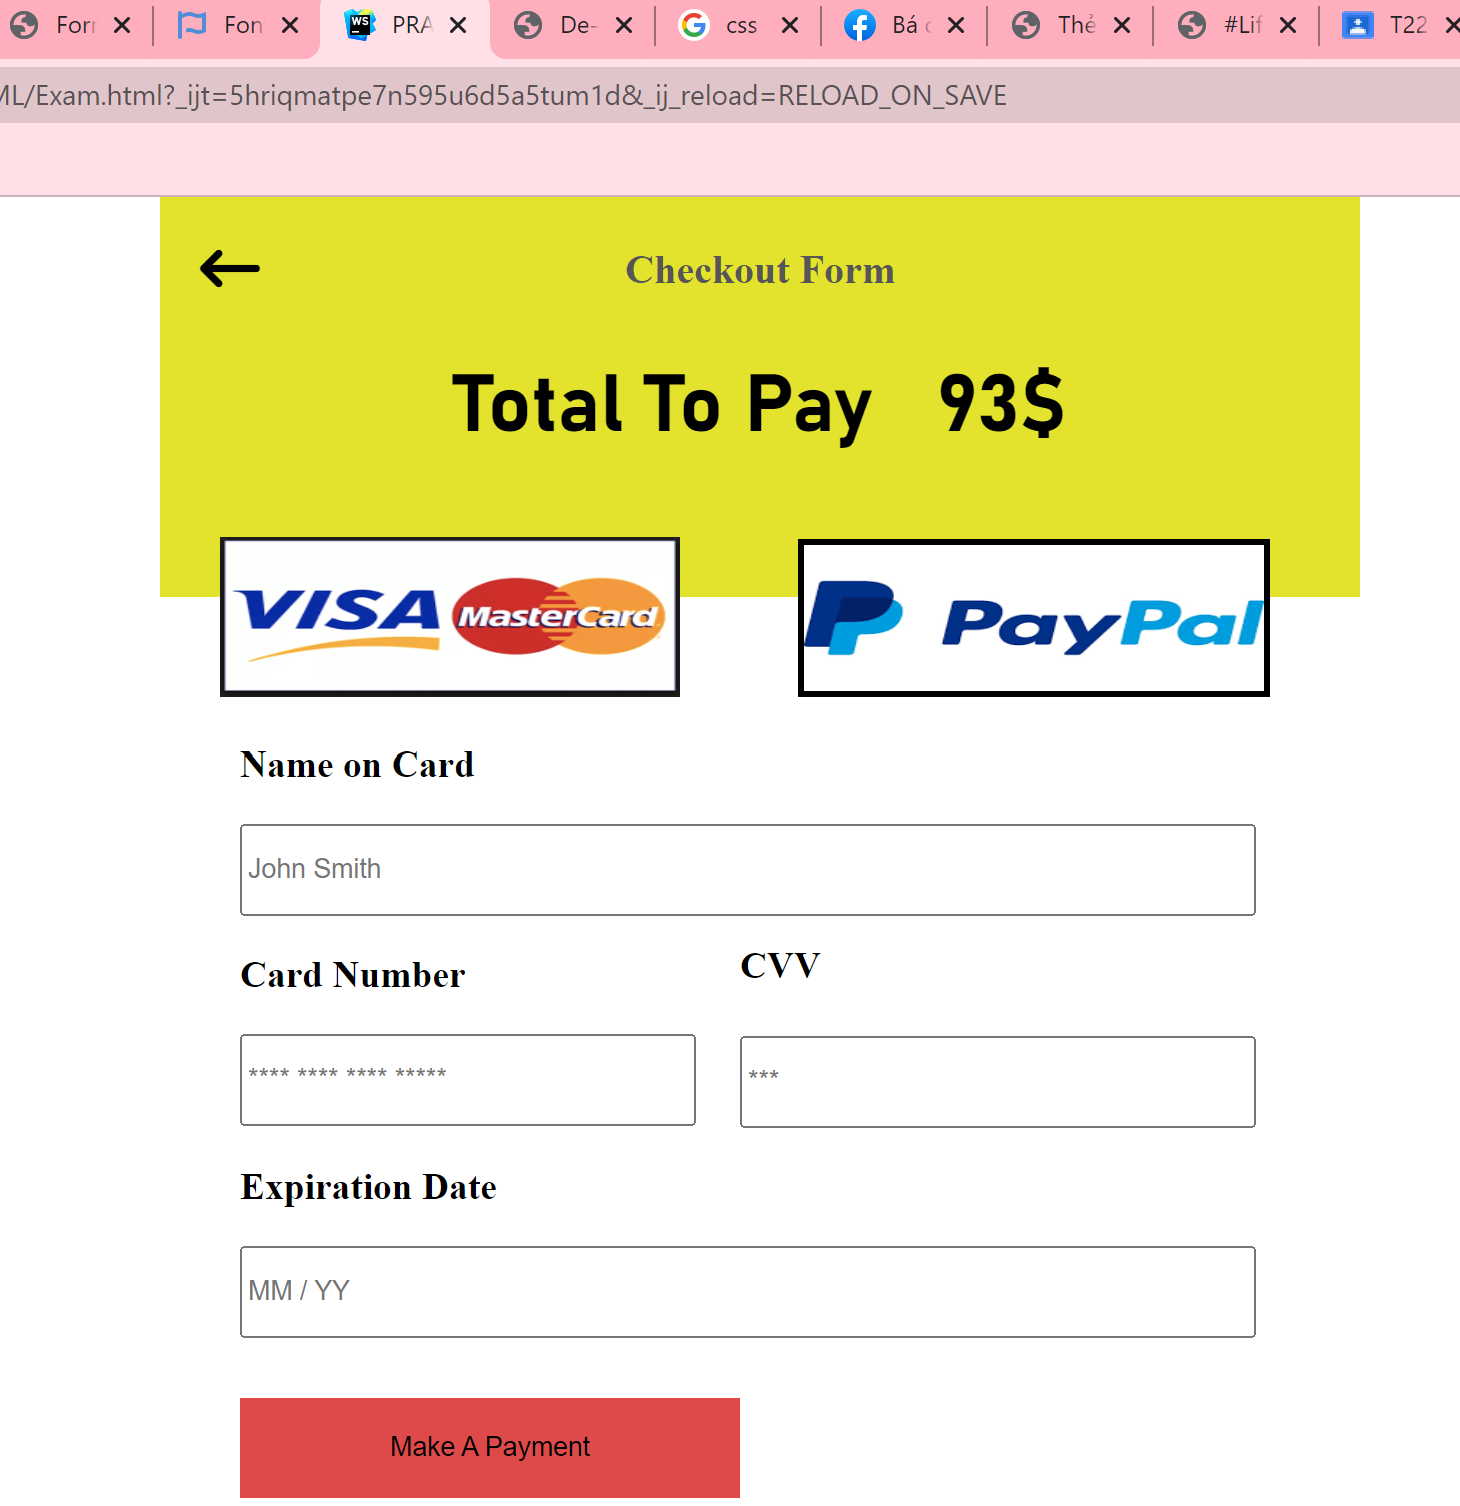 For Fon PRA De- css Bá Thẻ #Lif T22
ML/Exam.html?_ijt=5hriqmatpe7n595u6d5a5tum1d&_ij_reload=RELOAD_ON_SAVE
Checkout Form
Total To Pay 93$
VISA MasterCard PayPal
Name on Card
John Smith
Card Number CVV
**** **** **** ***** ***
Expiration Date
MM / YY
Make A Payment